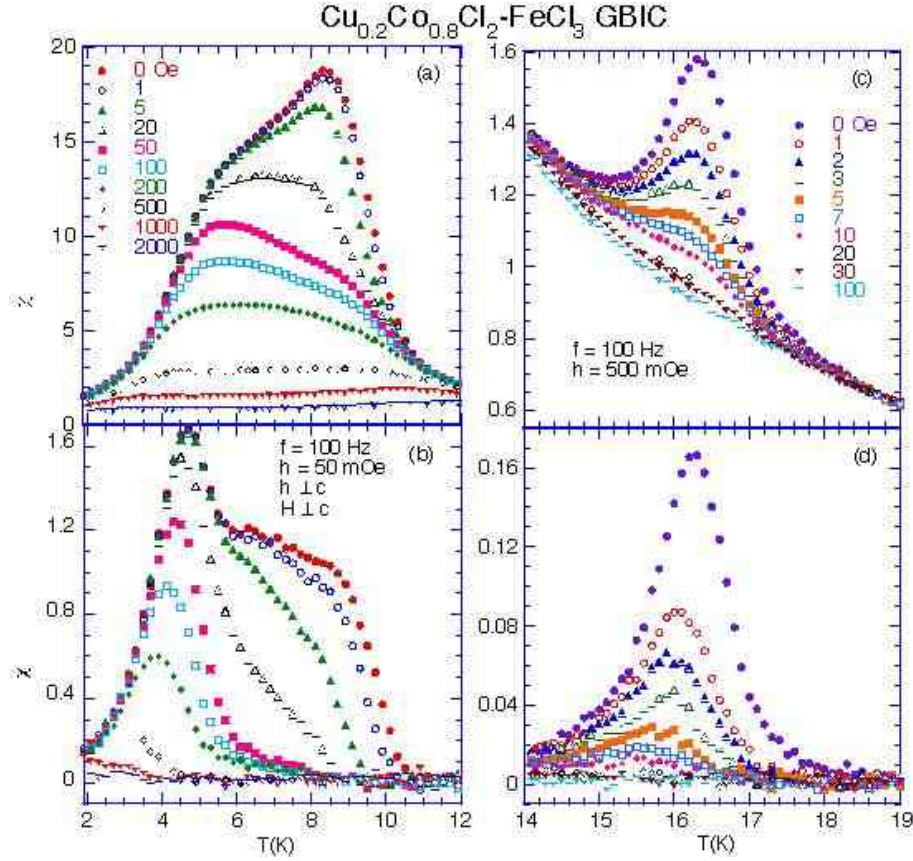 Cu₀.₂Co₀.₈Cl₂-FeCl₃ GBIC
(a)
0 Oe
1
5
20
50
100
200
500
1000
2000
20
15
10
5
0
χ
(c)
0 Oe
1
2
3
5
7
10
20
30
100
f = 100 Hz
h = 500 mOe
1.6
1.4
1.2
1
0.8
0.6
(b)
f = 100 Hz
h = 50 mOe
h ⊥ c
H ⊥ c
1.6
1.2
0.8
0.4
0
χ
2 4 6 8 10 12
T(K)
(d)
0.16
0.12
0.08
0.04
0
14 15 16 17 18 19
T(K)